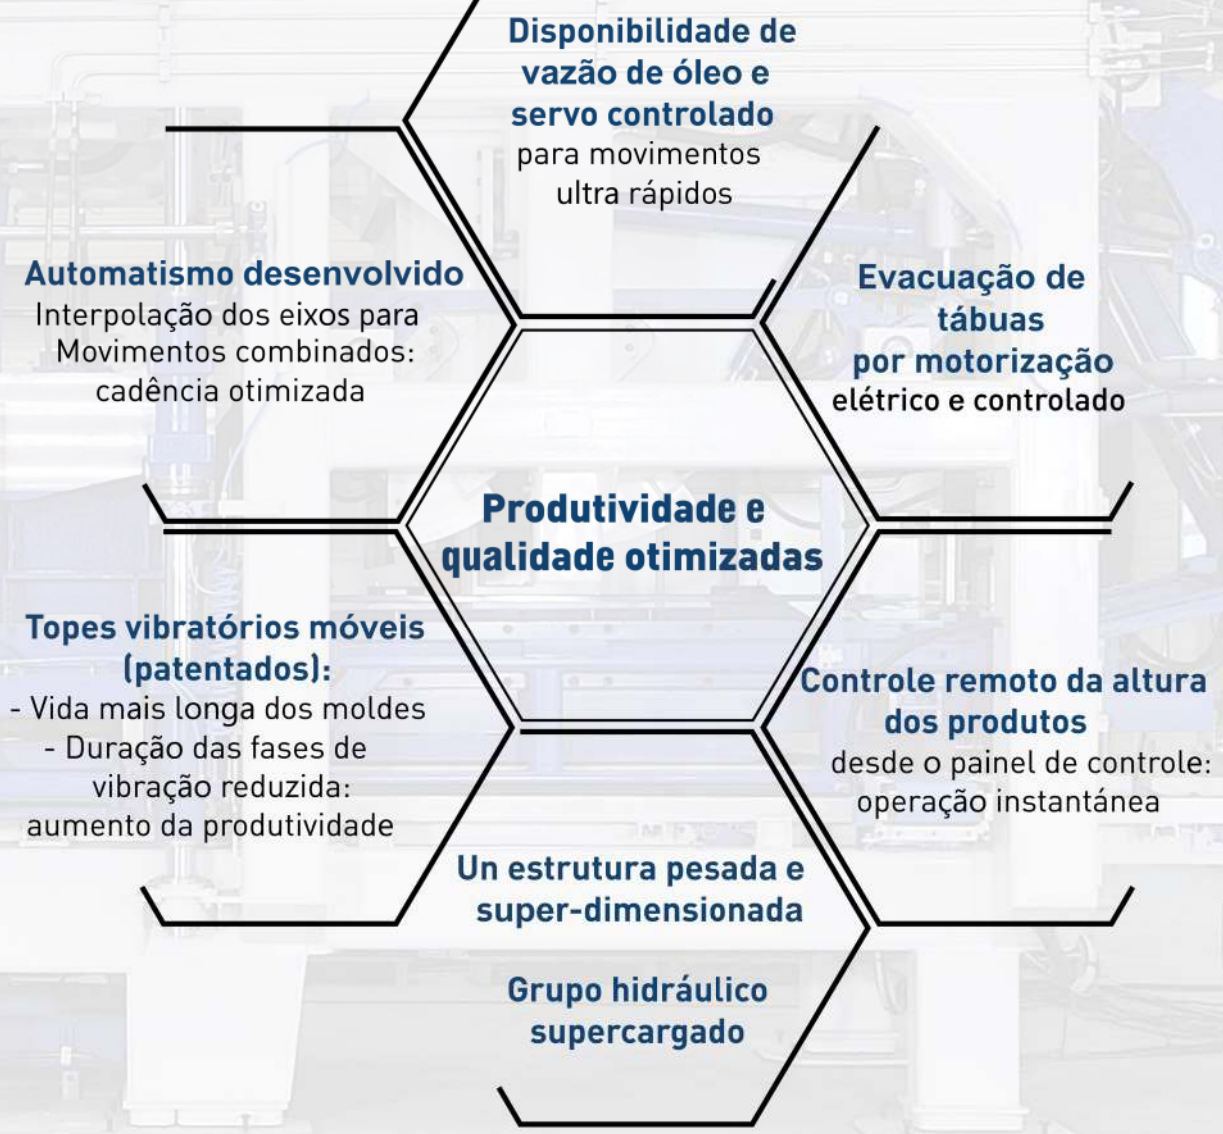 Disponibilidade de
vazão de óleo e
servo controlado
para movimentos
ultra rápidos
Automatismo desenvolvido
Interpolação dos eixos para
Movimentos combinados:
cadência otimizada
Evacuação de
tábuas
por motorização
elétrico e controlado
Produtividade e
qualidade otimizadas
Topes vibratórios móveis
(patentados):
- Vida mais longa dos moldes
- Duração das fases de
vibração reduzida:
aumento da produtividade
Controle remoto da altura
dos produtos
desde o painel de controle:
operação instantánea
Un estrutura pesada e
super-dimensionada
Grupo hidráulico
supercargado